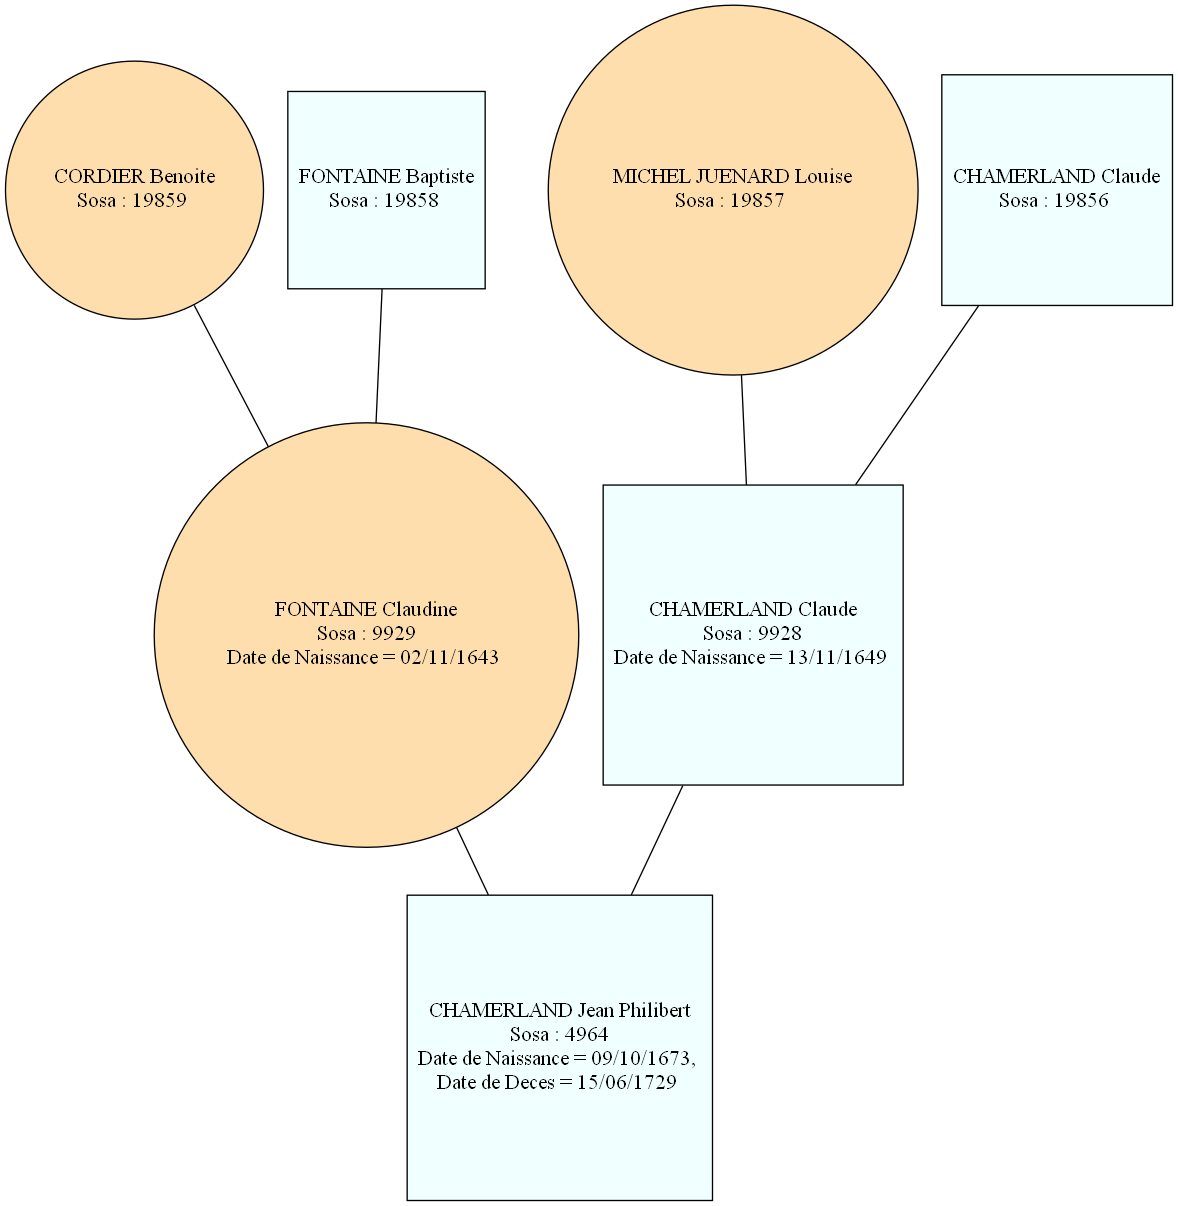 CORDIER Benoite
Sosa : 19859
FONTAINE Baptiste
Sosa : 19858
MICHEL JUENARD Louise
Sosa : 19857
CHAMERLAND Claude
Sosa : 19856
FONTAINE Claudine
Sosa : 9929
Date de Naissance = 02/11/1643
CHAMERLAND Claude
Sosa : 9928
Date de Naissance = 13/11/1649
CHAMERLAND Jean Philibert
Sosa : 4964
Date de Naissance = 09/10/1673,
Date de Deces = 15/06/1729